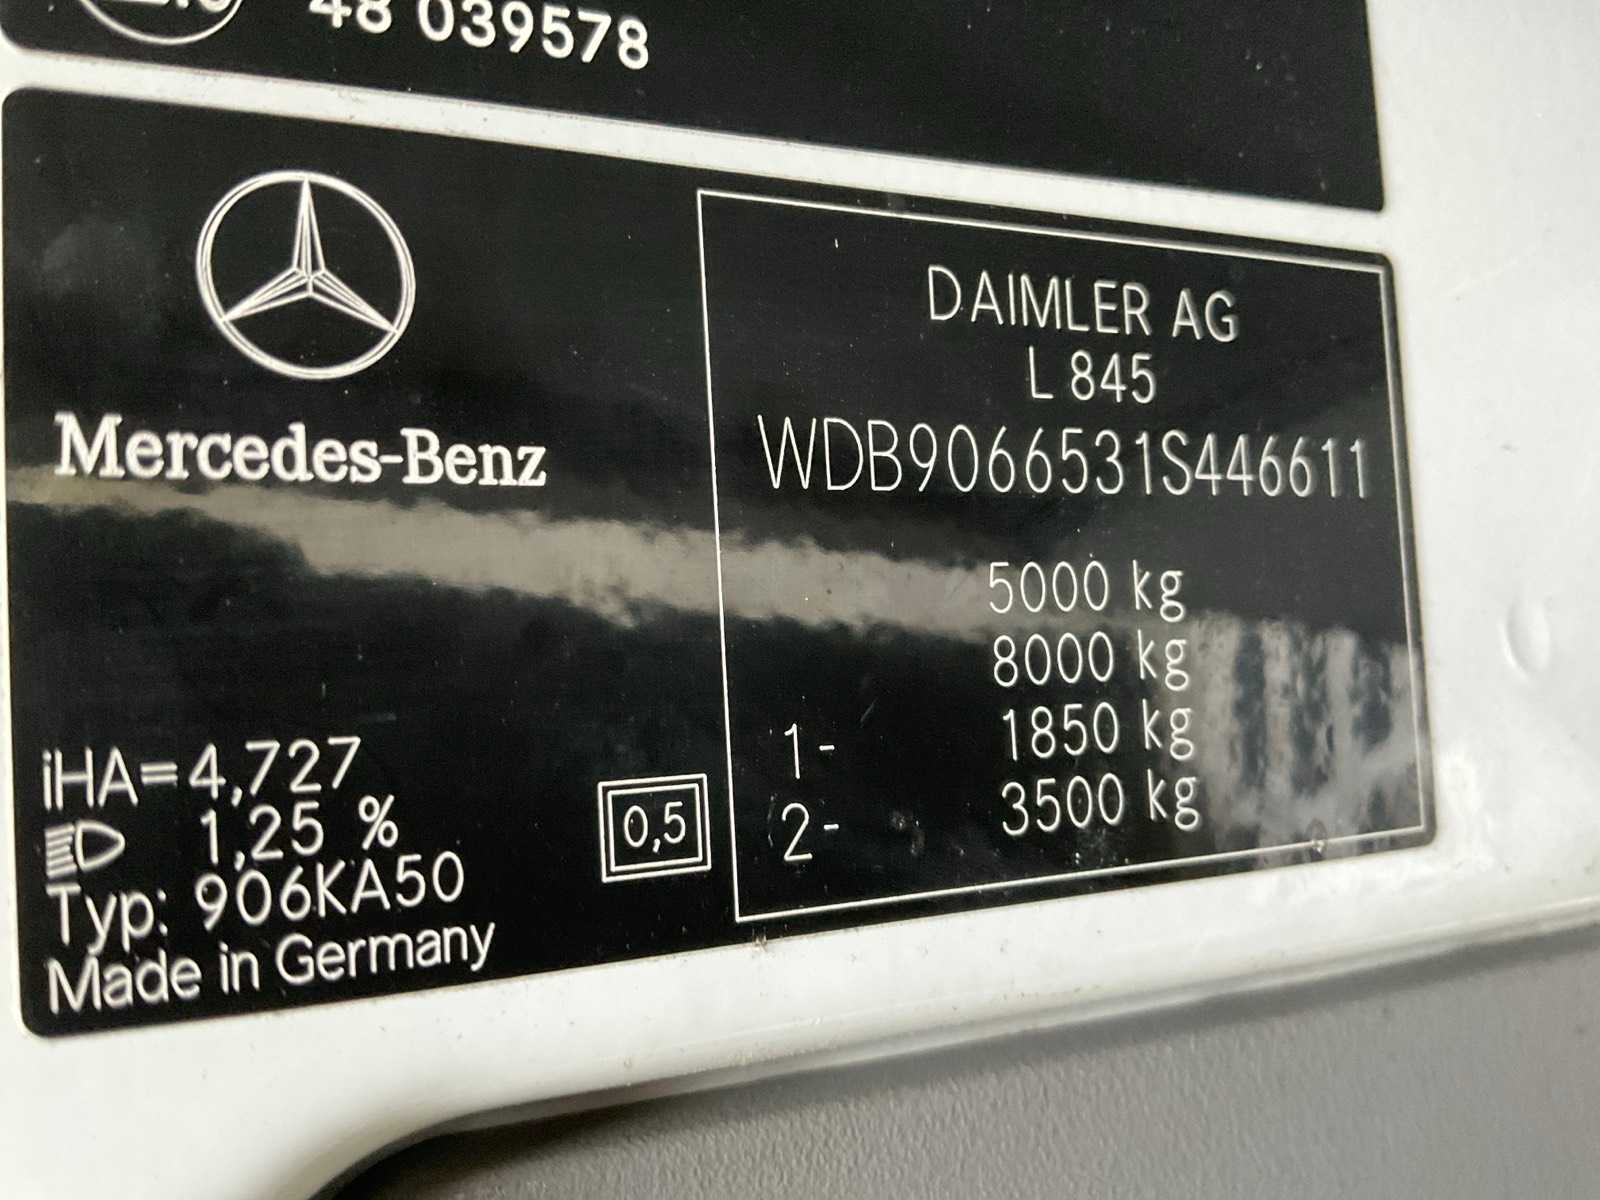 48 039578
Mercedes-Benz
iHA=4,727
1,25 %
Typ: 906KA50
Made in Germany
0,5
DAIMLER AG
L 845
WDB9066531S446611
5000 kg
8000 kg
1- 1850 kg
2- 3500 kg